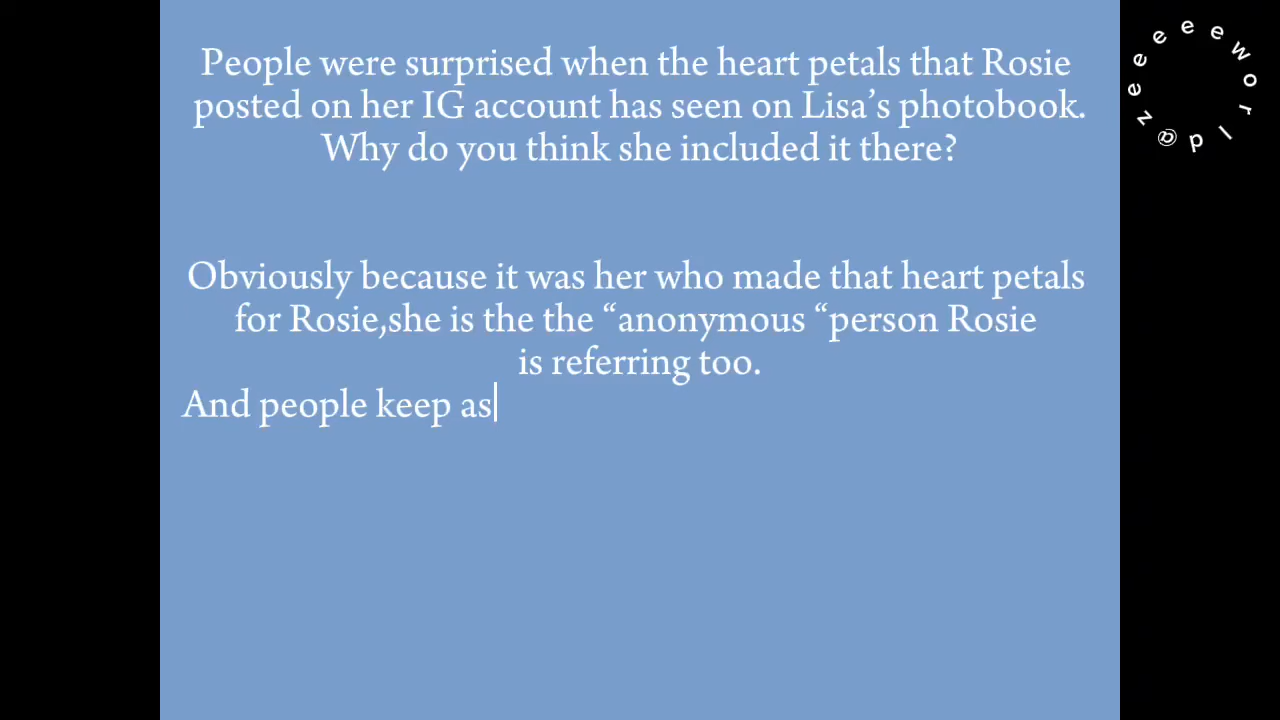 People were surprised when the heart petals that Rosie
posted on her IG account has seen on Lisa’s photobook.
Why do you think she included it there?
Obviously because it was her who made that heart petals
for Rosie,she is the the “anonymous “person Rosie
is referring too.
And people keep as
@zeeeeeworld